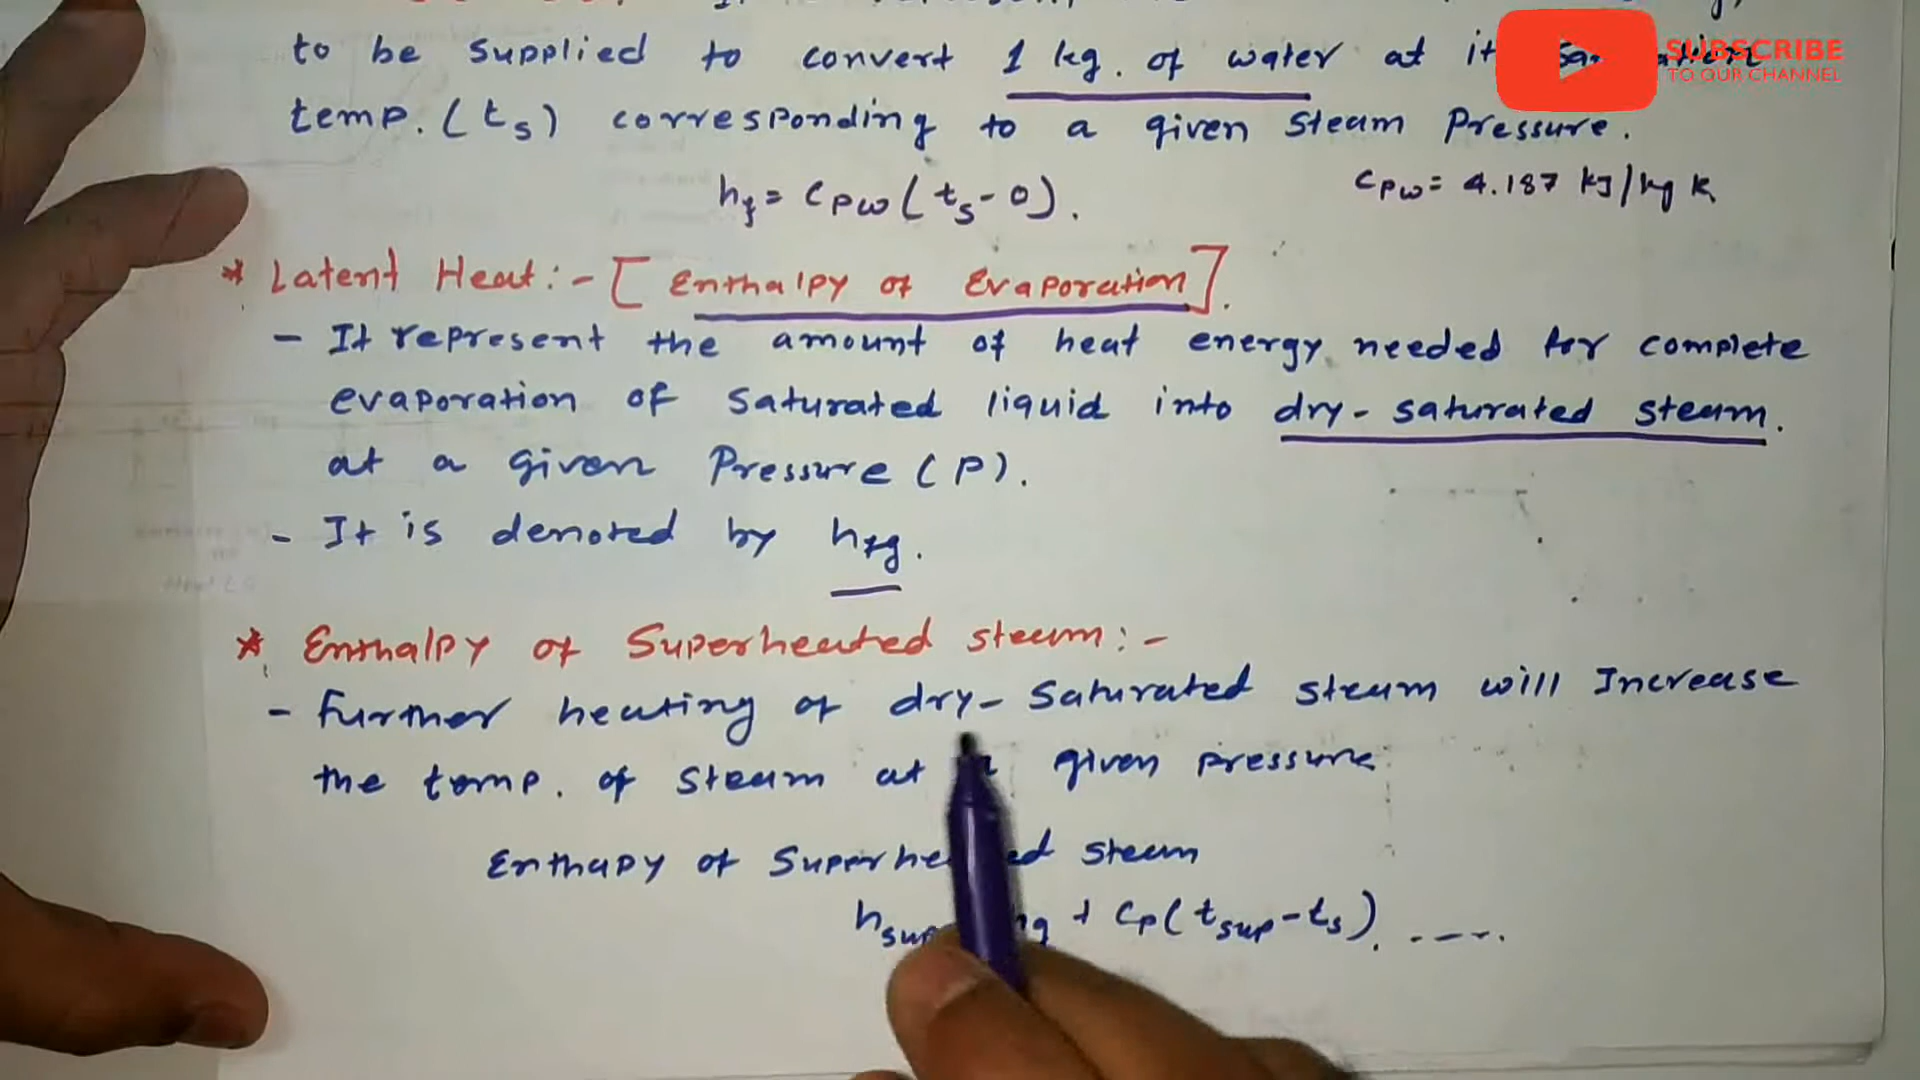 to be supplied to convert 1 kg. of water at its
temp. (ts) corresponding to a given steam pressure.
hf = Cpw (ts - 0).
Cpw = 4.187 kJ/kg K
* Latent Heat :- [Enthalpy of Evaporation].
- It represent the amount of heat energy needed for complete
evaporation of saturated liquid into dry-saturated steam.
at a given Pressure (P).
- It is denoted by hfg.
* Enthalpy of Superheated steam :-
- Further heating of dry-saturated steam will Increase
the temp. of steam at a given pressure
Enthapy of Superheated steam
hsup hg + Cp (tsup - ts). ----.
SUBSCRIBE
TO OUR CHANNEL